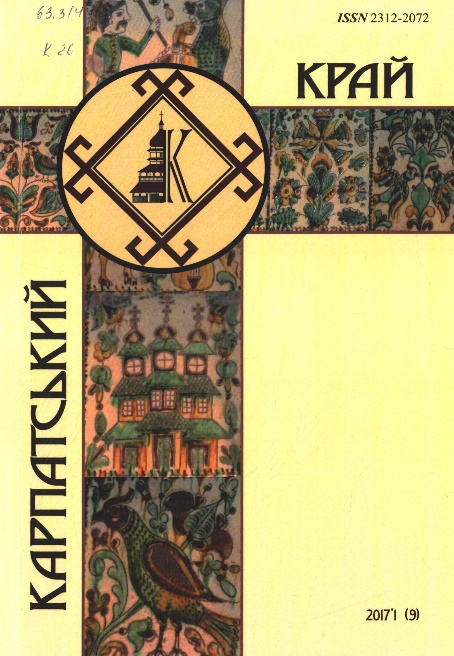 63.3(4
К 26
ISSN 2312-2072
КРАЙ
К
КАРПАТСЬКИЙ
2017'1 (9)